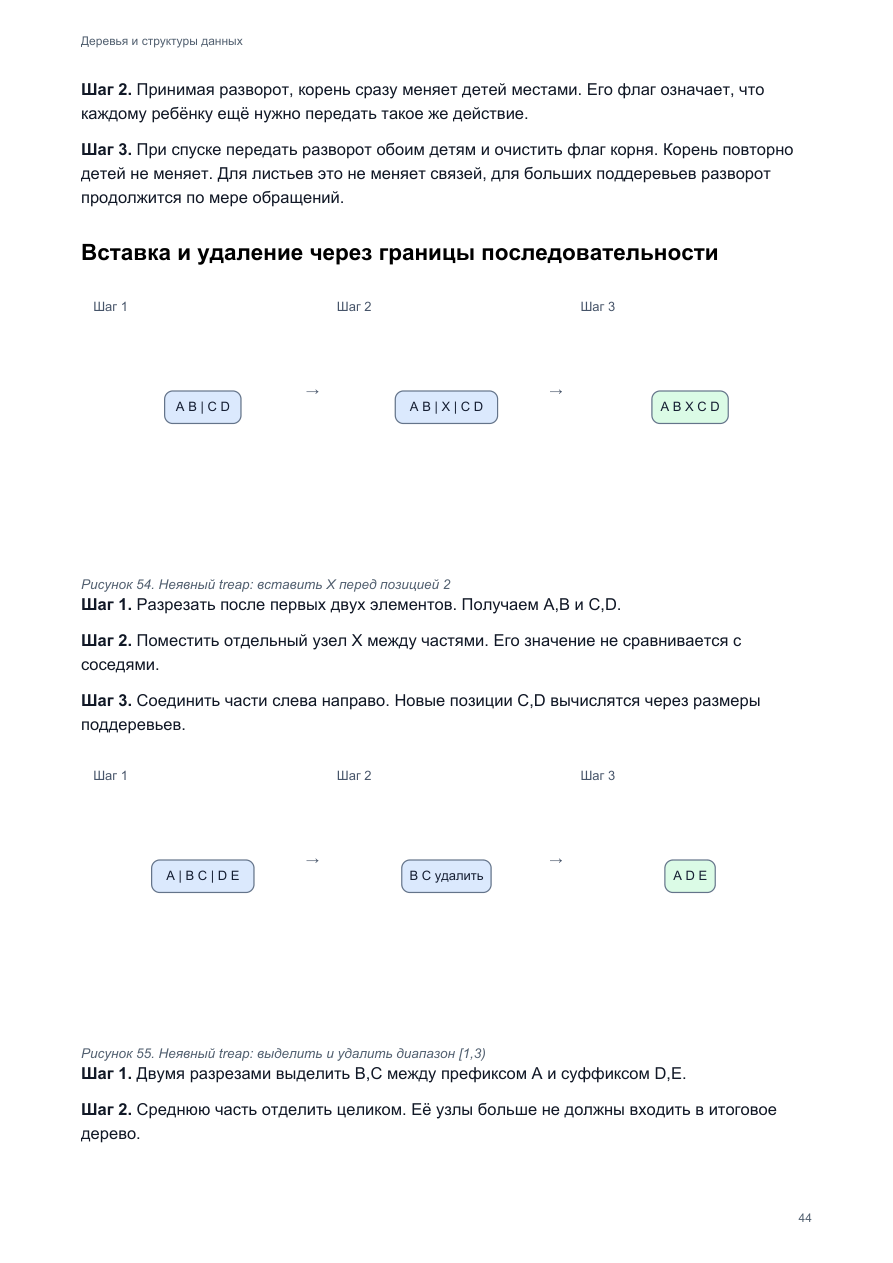 Деревья и структуры данных
Шаг 2. Принимая разворот, корень сразу меняет детей местами. Его флаг означает, что
каждому ребёнку ещё нужно передать такое же действие.
Шаг 3. При спуске передать разворот обоим детям и очистить флаг корня. Корень повторно
детей не меняет. Для листьев это не меняет связей, для больших поддеревьев разворот
продолжится по мере обращений.
Вставка и удаление через границы последовательности
Шаг 1 Шаг 2 Шаг 3
A B | C D → A B | X | C D → A B X C D
Рисунок 54. Неявный treap: вставить X перед позицией 2
Шаг 1. Разрезать после первых двух элементов. Получаем A,B и C,D.
Шаг 2. Поместить отдельный узел X между частями. Его значение не сравнивается с
соседями.
Шаг 3. Соединить части слева направо. Новые позиции C,D вычислятся через размеры
поддеревьев.
Шаг 1 Шаг 2 Шаг 3
A | B C | D E → B C удалить → A D E
Рисунок 55. Неявный treap: выделить и удалить диапазон [1,3)
Шаг 1. Двумя разрезами выделить B,C между префиксом A и суффиксом D,E.
Шаг 2. Среднюю часть отделить целиком. Её узлы больше не должны входить в итоговое
дерево.
44